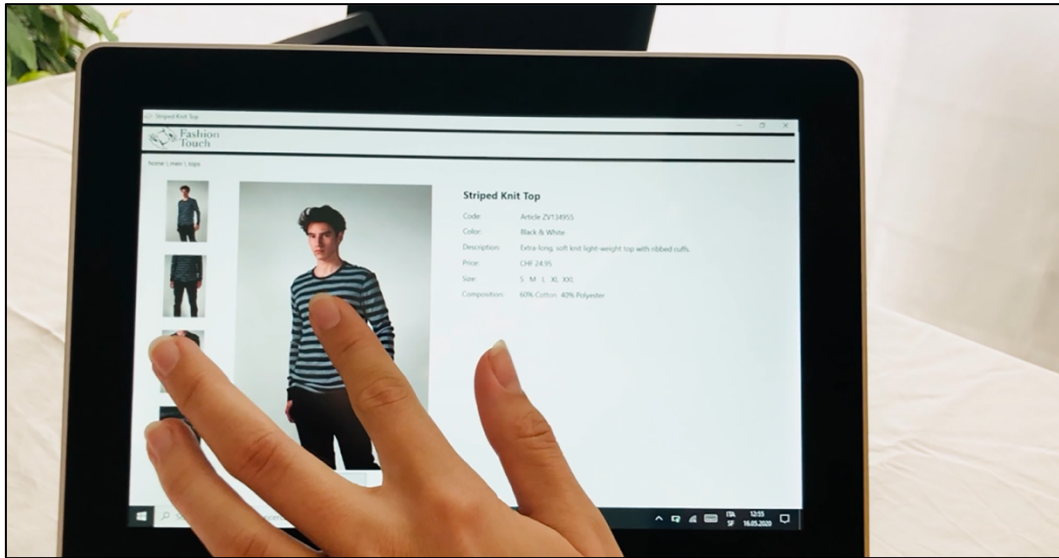 Striped Knit Top
Fashion
Touch
home \ men \ tops
Striped Knit Top
Code: Article ZV134955
Color: Black & White
Description: Extra-long, soft knit light-weight top with ribbed cuffs.
Price: CHF 24.95
Size: S M L XL XXL
Composition: 60% Cotton 40% Polyester
ITA 12:55
SF 16.05.2020